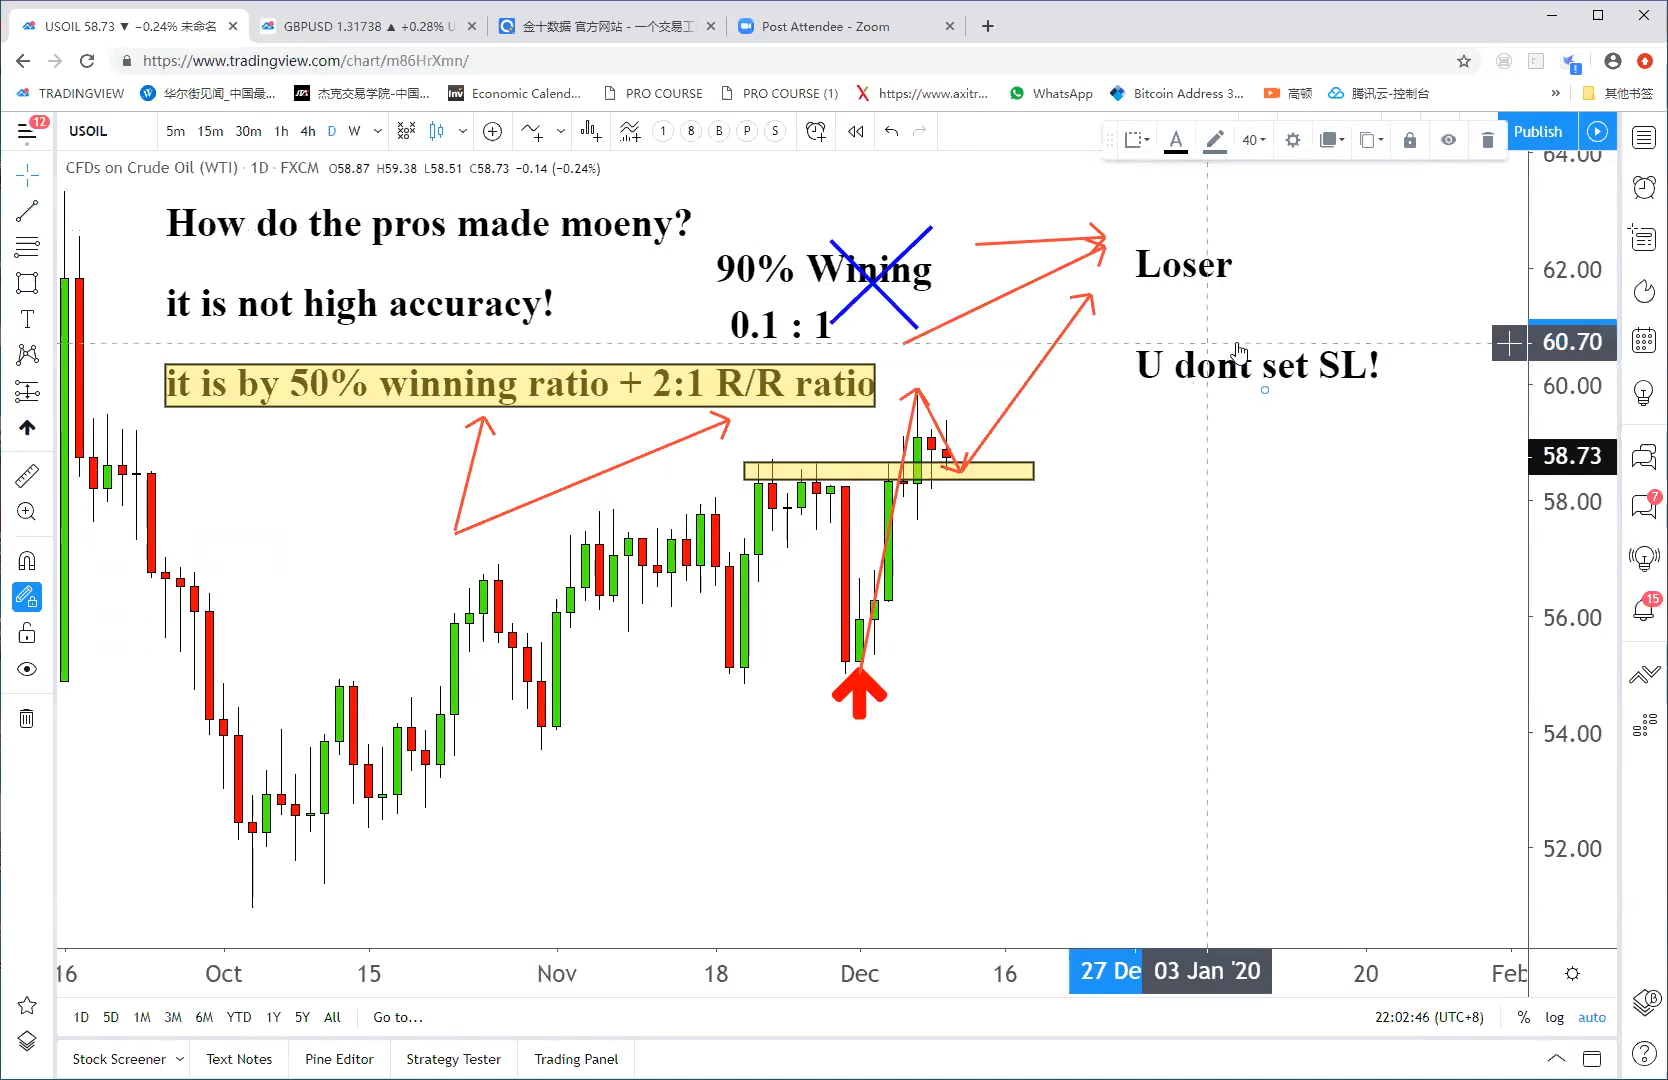 USOIL 58.73 ▼ −0.24% 未命名
GBPUSD 1.31738 ▲ +0.28% U
金十数据 官方网站 - 一个交易工
Post Attendee - Zoom
https://www.tradingview.com/chart/m86HrXmn/
TRADINGVIEW
华尔街见闻_中国最...
杰克交易学院-中国...
Economic Calend...
PRO COURSE
PRO COURSE (1)
https://www.axitr...
WhatsApp
Bitcoin Address 3...
高顿
腾讯云-控制台
»
其他书签
12
USOIL
5m 15m 30m 1h 4h D W
1 8 B P S
40
Publish
CFDs on Crude Oil (WTI) · 1D · FXCM O58.87 H59.38 L58.51 C58.73 −0.14 (−0.24%)
How do the pros made moeny?
90% Wining
Loser
it is not high accuracy!
0.1 : 1
U dont set SL!
it is by 50% winning ratio + 2:1 R/R ratio
64.00
62.00
60.70
60.00
58.73
58.00
56.00
54.00
52.00
7
15
16 Oct 15 Nov 18 Dec 16 27 De 03 Jan '20 20 Feb
1D 5D 1M 3M 6M YTD 1Y 5Y All Go to...
22:02:46 (UTC+8) % log auto
Stock Screener Text Notes Pine Editor Strategy Tester Trading Panel